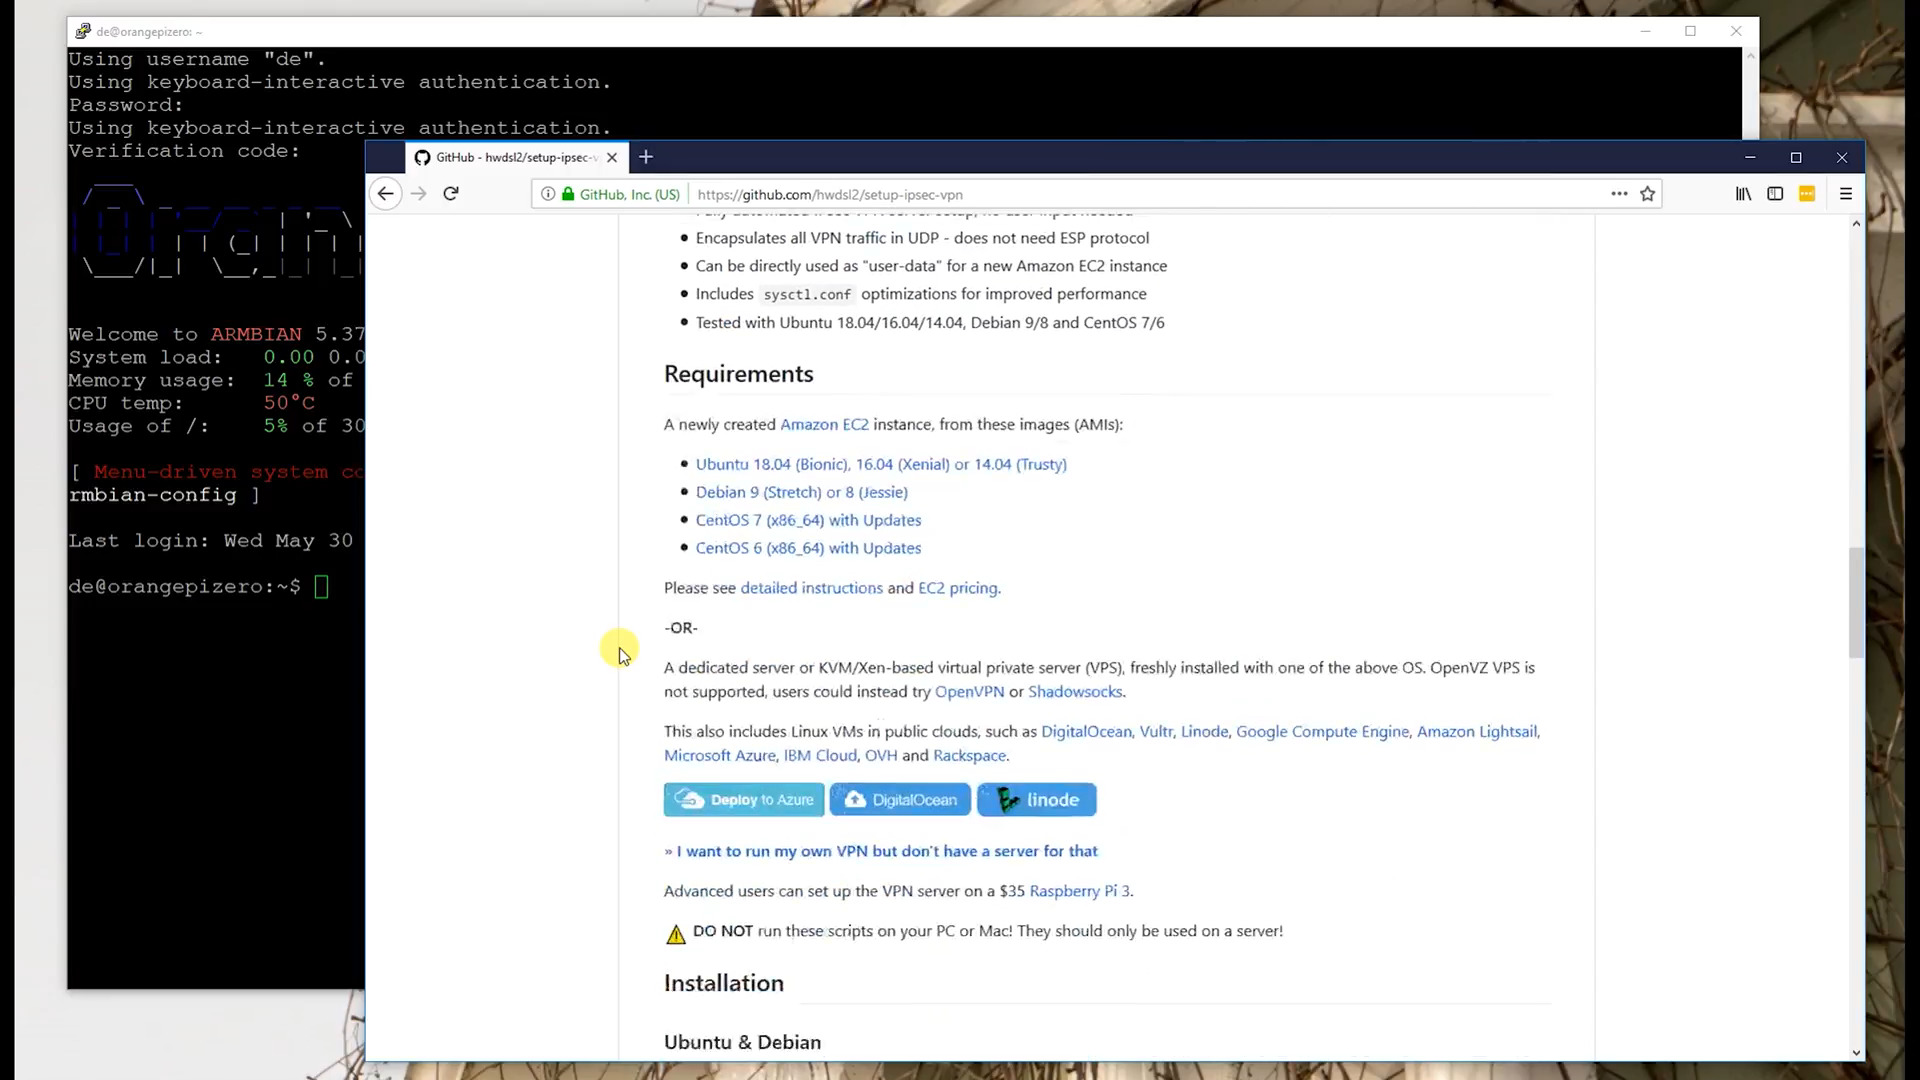 de@orangepizero: ~
Using username "de".
Using keyboard-interactive authentication.
Password:
Using keyboard-interactive authentication.
Verification code:
Welcome to ARMBIAN 5.37
System load: 0.00 0.0
Memory usage: 14 % of
CPU temp: 50°C
Usage of /: 5% of 30
[ Menu-driven system co
rmbian-config ]
Last login: Wed May 30
de@orangepizero:~$
GitHub - hwdsl2/setup-ipsec-v
GitHub, Inc. (US) https://github.com/hwdsl2/setup-ipsec-vpn
Encapsulates all VPN traffic in UDP - does not need ESP protocol
Can be directly used as "user-data" for a new Amazon EC2 instance
Includes sysctl.conf optimizations for improved performance
Tested with Ubuntu 18.04/16.04/14.04, Debian 9/8 and CentOS 7/6
Requirements
A newly created Amazon EC2 instance, from these images (AMIs):
Ubuntu 18.04 (Bionic), 16.04 (Xenial) or 14.04 (Trusty)
Debian 9 (Stretch) or 8 (Jessie)
CentOS 7 (x86_64) with Updates
CentOS 6 (x86_64) with Updates
Please see detailed instructions and EC2 pricing.
-OR-
A dedicated server or KVM/Xen-based virtual private server (VPS), freshly installed with one of the above OS. OpenVZ VPS is
not supported, users could instead try OpenVPN or Shadowsocks.
This also includes Linux VMs in public clouds, such as DigitalOcean, Vultr, Linode, Google Compute Engine, Amazon Lightsail,
Microsoft Azure, IBM Cloud, OVH and Rackspace.
Deploy to Azure DigitalOcean linode
» I want to run my own VPN but don't have a server for that
Advanced users can set up the VPN server on a $35 Raspberry Pi 3.
DO NOT run these scripts on your PC or Mac! They should only be used on a server!
Installation
Ubuntu & Debian